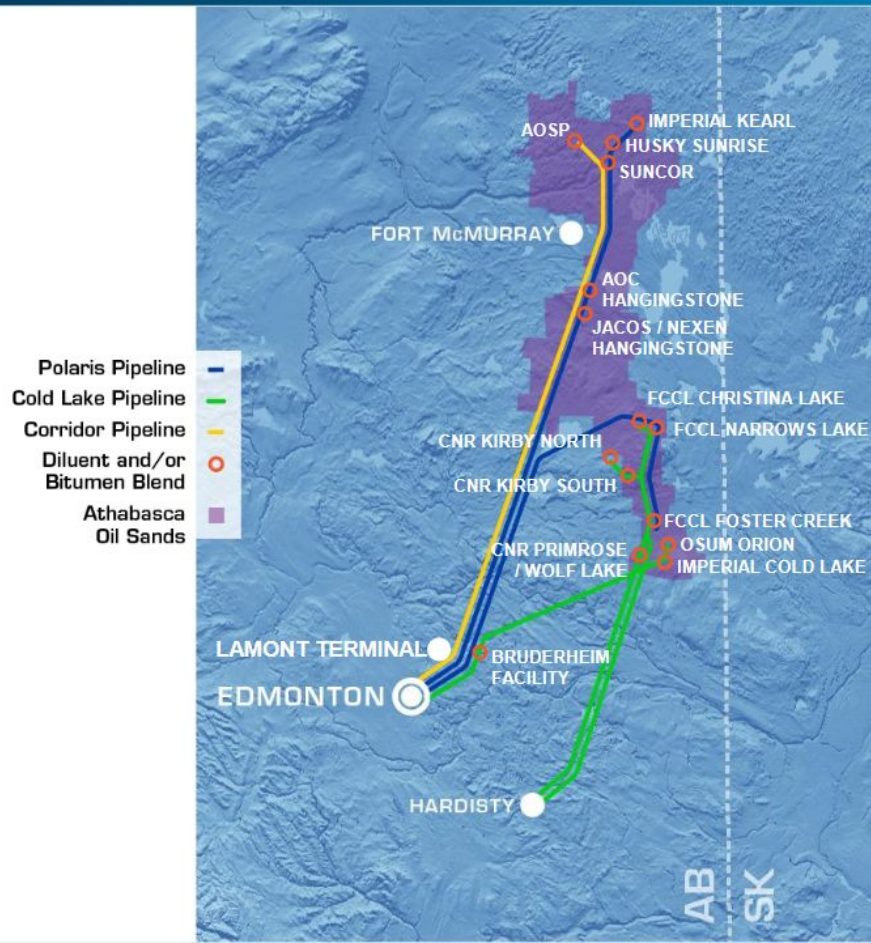 IMPERIAL KEARL
AOSP
HUSKY SUNRISE
SUNCOR
FORT McMURRAY
AOC
HANGINGSTONE
JACOS / NEXEN
HANGINGSTONE
Polaris Pipeline
Cold Lake Pipeline
Corridor Pipeline
Diluent and/or
Bitumen Blend
Athabasca
Oil Sands
FCCL CHRISTINA LAKE
FCCL NARROWS LAKE
CNR KIRBY NORTH
CNR KIRBY SOUTH
FCCL FOSTER CREEK
OSUM ORION
CNR PRIMROSE
/ WOLF LAKE
IMPERIAL COLD LAKE
LAMONT TERMINAL
BRUDERHEIM
FACILITY
EDMONTON
HARDISTY
AB
SK